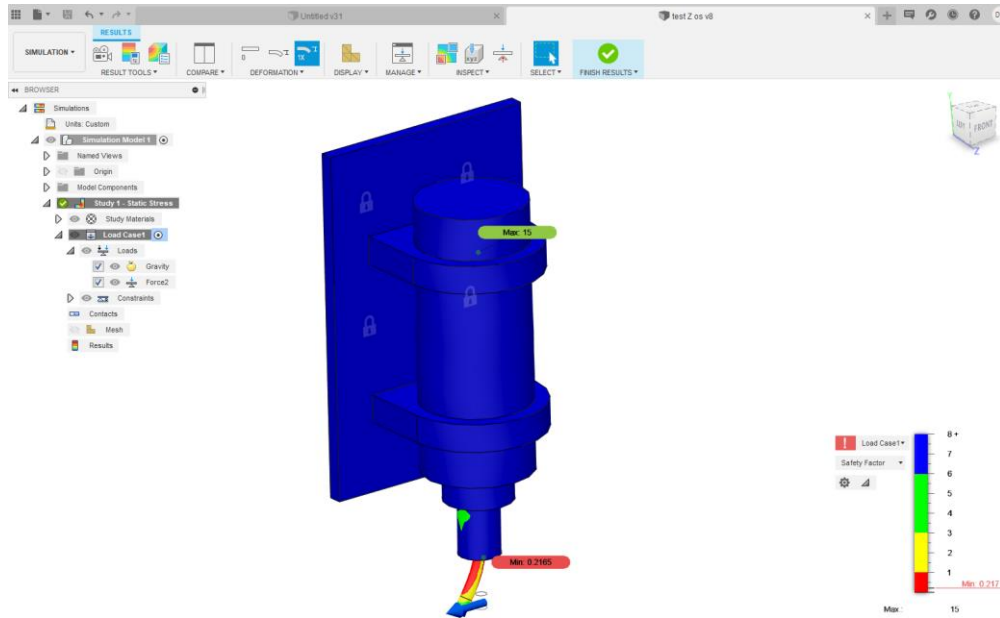 Untitled v31
test Z os v8
RESULTS
SIMULATION
RESULT TOOLS
COMPARE
DEFORMATION
DISPLAY
MANAGE
INSPECT
SELECT
FINISH RESULTS
BROWSER
Simulations
Units: Custom
Simulation Model 1
Named Views
Origin
Model Components
Study 1 - Static Stress
Study Materials
Load Case1
Loads
Gravity
Force2
Constraints
Contacts
Mesh
Results
FRONT
Z
Max: 15
Min: 0.2165
Load Case1
Safety Factor
8 +
7
6
5
4
3
2
1
Min: 0.217
Max: 15